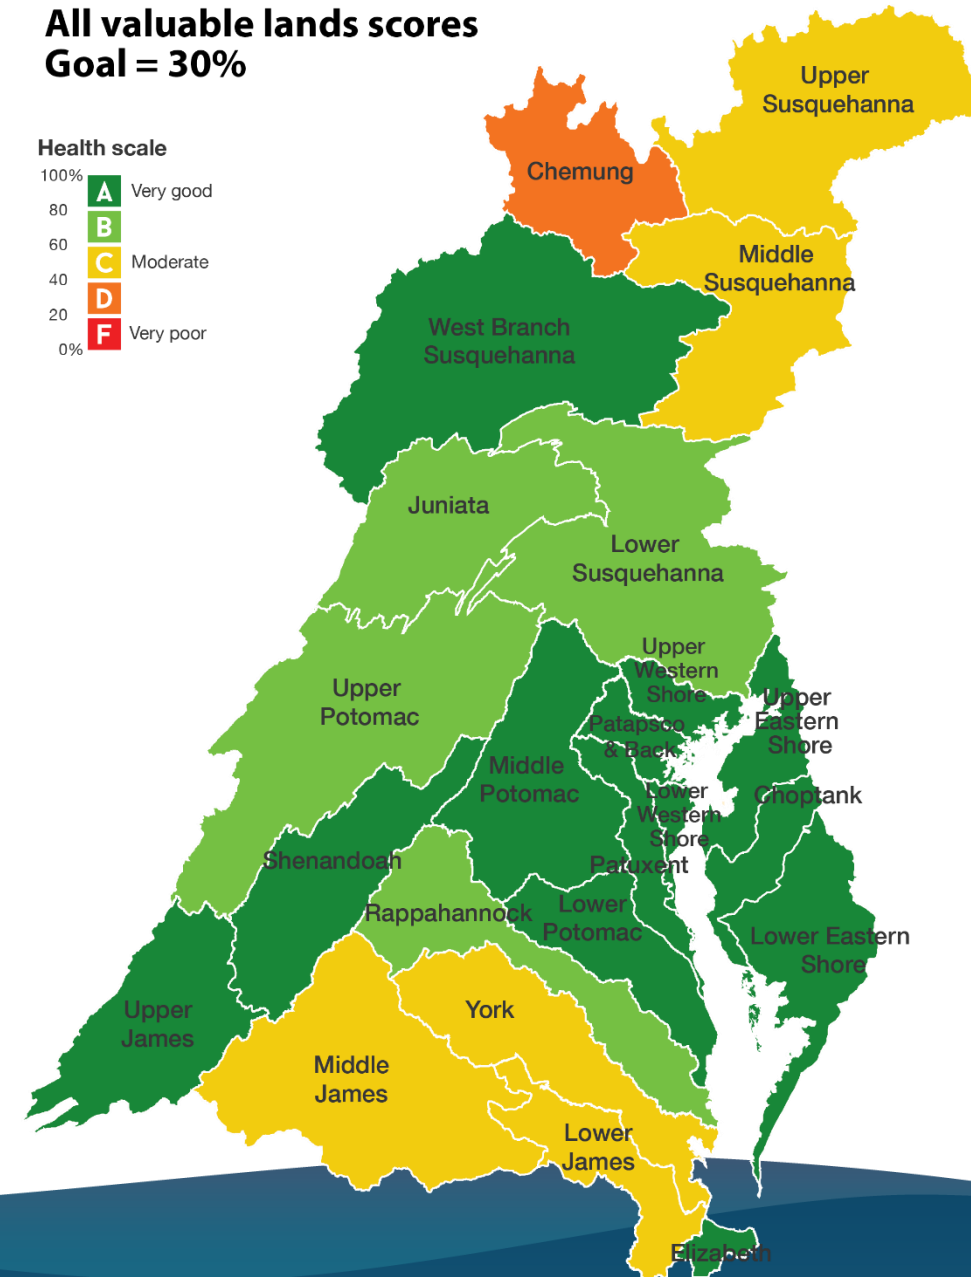 All valuable lands scores
Goal = 30%
Health scale
100%
A Very good
80
B
60
C Moderate
40
D
20
F Very poor
0%
Upper
Susquehanna
Chemung
Middle
Susquehanna
West Branch
Susquehanna
Juniata
Lower
Susquehanna
Upper
Western
Shore
Upper
Potomac
Upper
Eastern
Shore
Patapsco
& Back
Middle
Potomac
Lower
Western
Shore
Choptank
Shenandoah
Patuxent
Rappahannock
Lower
Potomac
Lower Eastern
Shore
Upper
James
York
Middle
James
Lower
James
Elizabeth